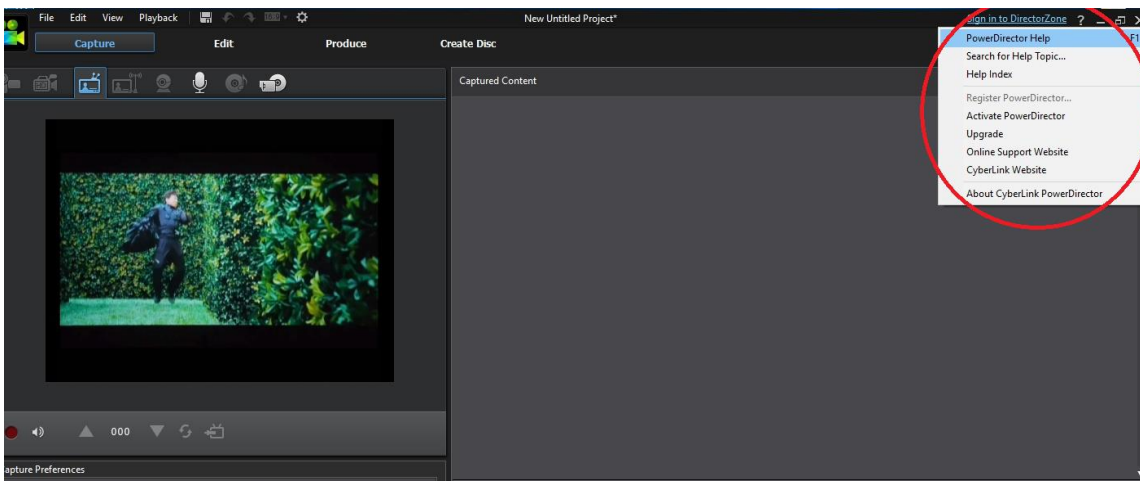 File Edit View Playback New Untitled Project* Sign in to DirectorZone ?
Capture Edit Produce Create Disc
PowerDirector Help F1
Search for Help Topic...
Help Index
Register PowerDirector...
Activate PowerDirector
Upgrade
Online Support Website
CyberLink Website
About CyberLink PowerDirector
Captured Content
000
apture Preferences